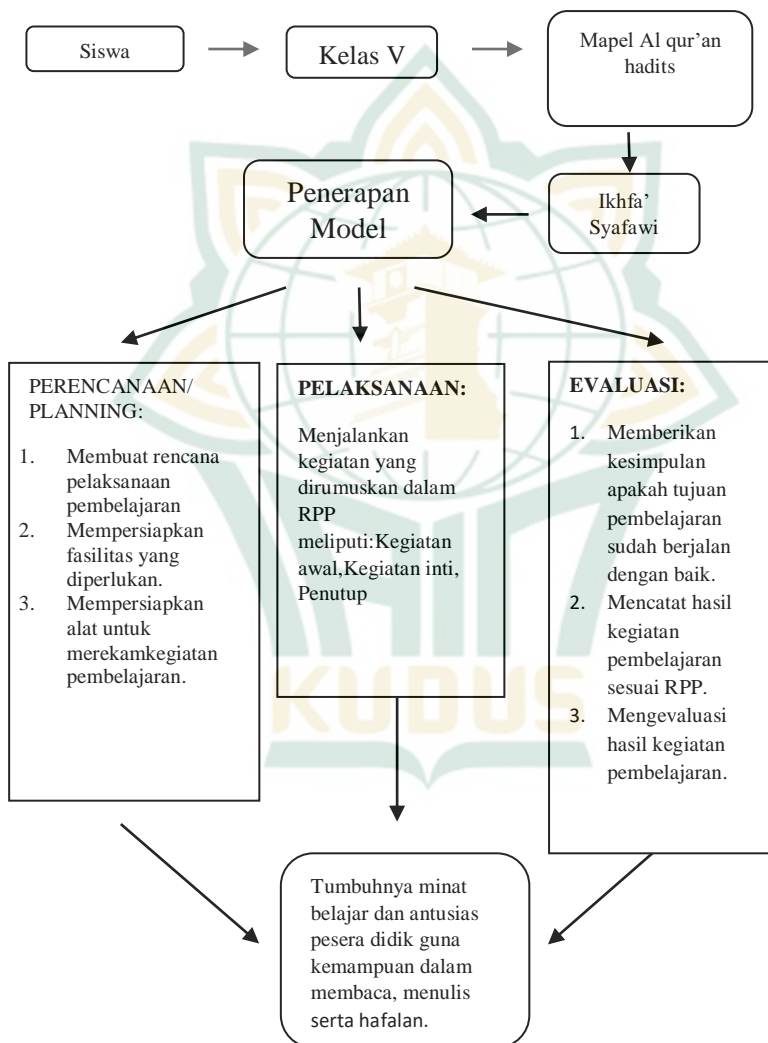 Siswa
Kelas V
Mapel Al qur'an
hadits
Penerapan
Model
Ikhfa'
Syafawi
PERENCANAAN/
PLANNING:
1. Membuat rencana
pelaksanaan
pembelajaran
2. Mempersiapkan
fasilitas yang
diperlukan.
3. Mempersiapkan
alat untuk
merekamkegiatan
pembelajaran.
PELAKSANAAN:
Menjalankan
kegiatan yang
dirumuskan dalam
RPP
meliputi:Kegiatan
awal,Kegiatan inti,
Penutup
EVALUASI:
1. Memberikan
kesimpulan
apakah tujuan
pembelajaran
sudah berjalan
dengan baik.
2. Mencatat hasil
kegiatan
pembelajaran
sesuai RPP.
3. Mengevaluasi
hasil kegiatan
pembelajaran.
KUDUS
Tumbuhnya minat
belajar dan antusias
pesera didik guna
kemampuan dalam
membaca, menulis
serta hafalan.